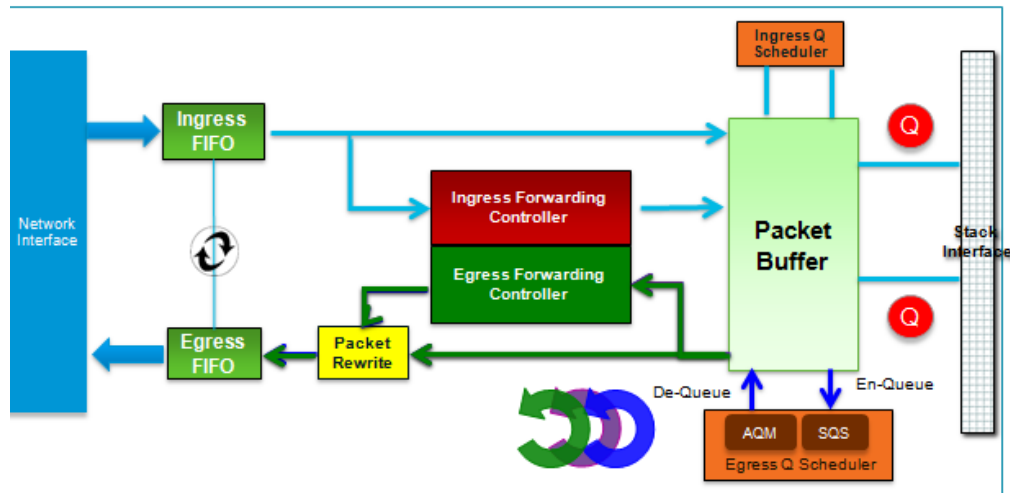 Ingress Q
Scheduler
Ingress
FIFO
Q
Ingress Forwarding
Controller
Network
Interface
Packet
Buffer
Stack
Interface
Egress Forwarding
Controller
Q
Egress
FIFO
Packet
Rewrite
De-Queue
En-Queue
AQM
SQS
Egress Q Scheduler